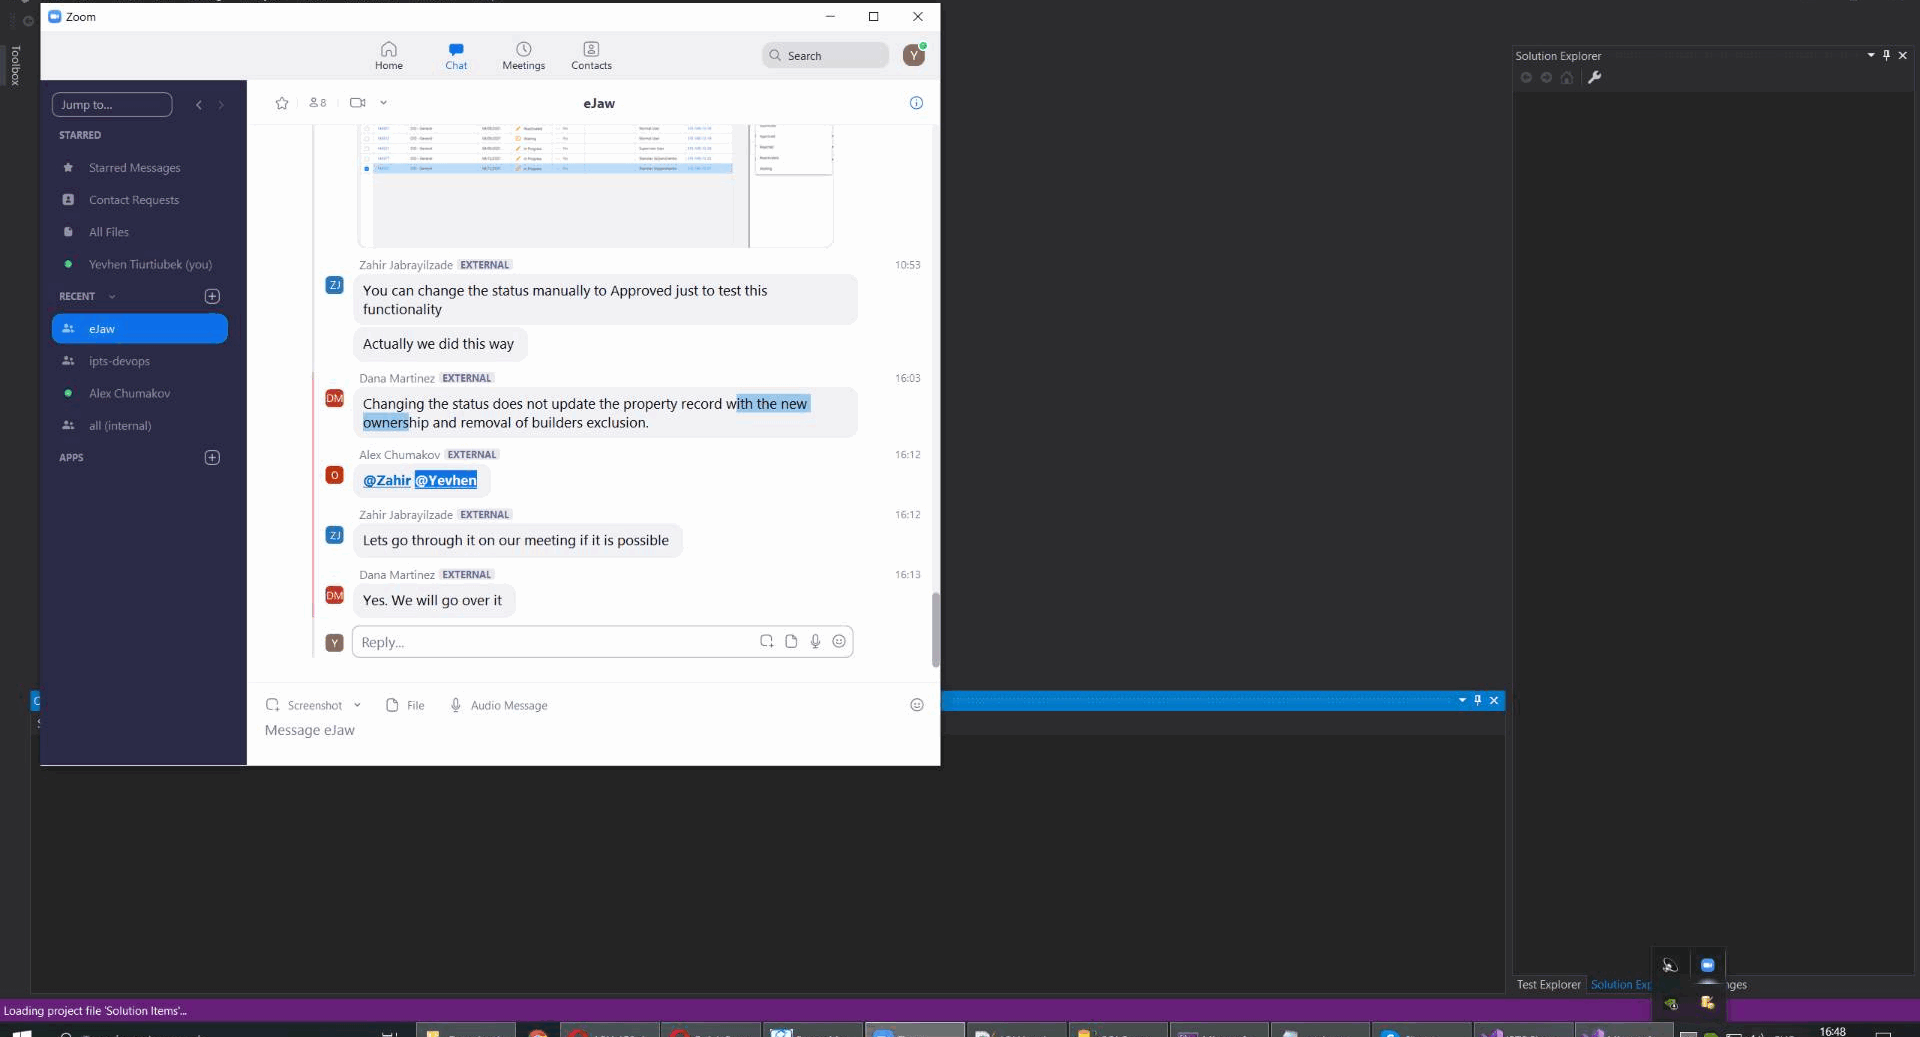 Zoom
Home
Chat
Meetings
Contacts
Search
Y
Toolbox
Jump to...
STARRED
Starred Messages
Contact Requests
All Files
Yevhen Tiurtiubek (you)
RECENT
eJaw
ipts-devops
Alex Chumakov
all (internal)
APPS
8
eJaw
Zahir Jabrayilzade EXTERNAL 10:53
ZJ
You can change the status manually to Approved just to test this
functionality
Actually we did this way
Dana Martinez EXTERNAL 16:03
DM
Changing the status does not update the property record with the new
ownership and removal of builders exclusion.
Alex Chumakov EXTERNAL 16:12
O
@Zahir @Yevhen
Zahir Jabrayilzade EXTERNAL 16:12
ZJ
Lets go through it on our meeting if it is possible
Dana Martinez EXTERNAL 16:13
DM
Yes. We will go over it
Y
Reply...
Screenshot
File
Audio Message
Message eJaw
Solution Explorer
Test Explorer
Solution Exp
nges
Loading project file 'Solution Items'...
16:48